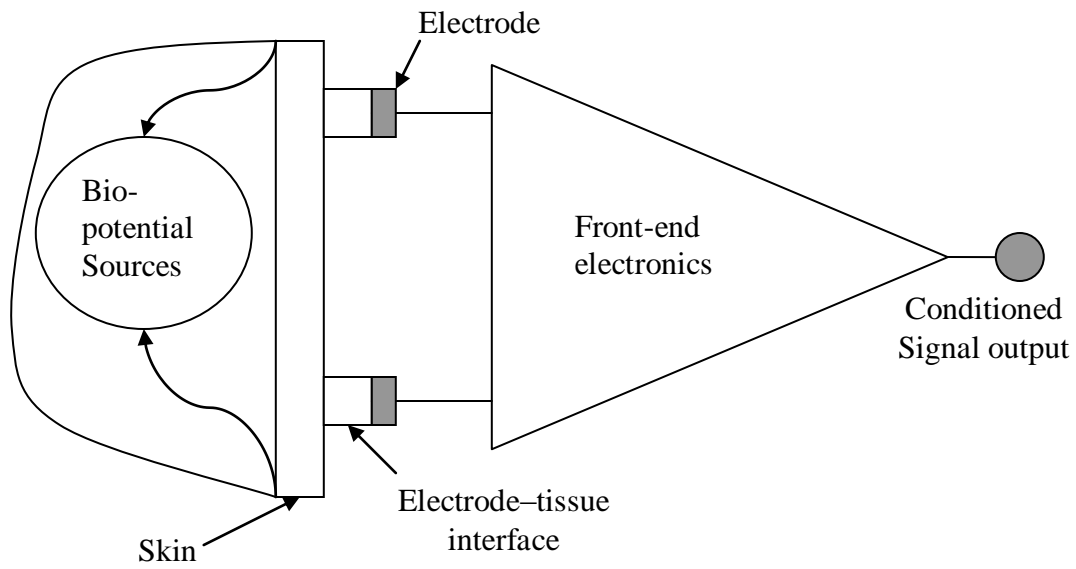 Electrode
Bio-
potential
Sources
Front-end
electronics
Conditioned
Signal output
Electrode–tissue
interface
Skin